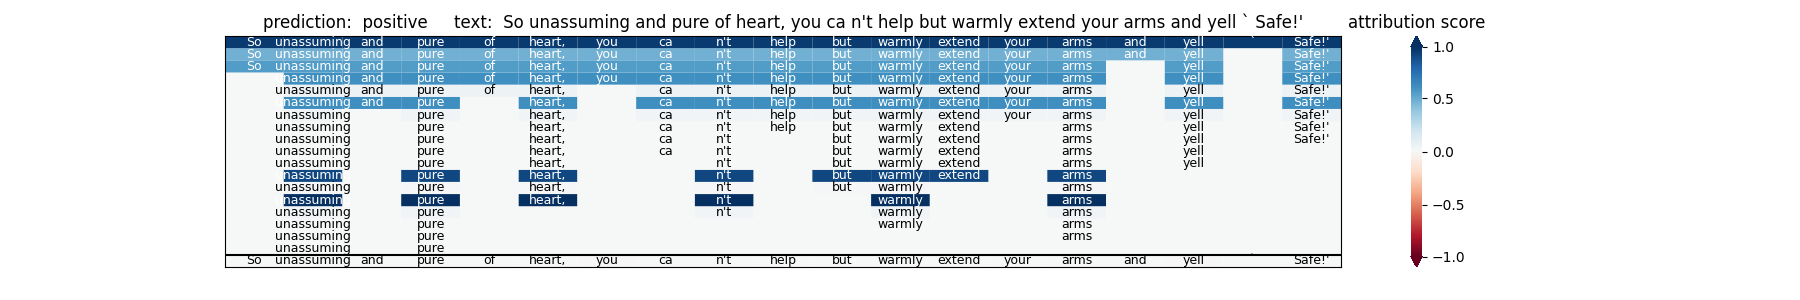 prediction: positive text: So unassuming and pure of heart, you ca n't help but warmly extend your arms and yell ` Safe!' attribution score
So unassuming and pure of heart, you ca n't help but warmly extend your arms and yell ` Safe!'
So unassuming and pure of heart, you ca n't help but warmly extend your arms and yell Safe!'
So unassuming and pure of heart, you ca n't help but warmly extend your arms yell Safe!'
unassuming and pure of heart, you ca n't help but warmly extend your arms yell Safe!'
unassuming and pure of heart, ca n't help but warmly extend your arms yell Safe!'
unassuming and pure heart, ca n't help but warmly extend your arms yell Safe!'
unassuming pure heart, ca n't help but warmly extend your arms yell Safe!'
unassuming pure heart, ca n't help but warmly extend arms yell Safe!'
unassuming pure heart, ca n't but warmly extend arms yell Safe!'
unassuming pure heart, ca n't but warmly extend arms yell
unassuming pure heart, n't but warmly extend arms yell
unassumin pure heart, n't but warmly extend arms
unassuming pure heart, n't but warmly arms
unassumin pure heart, n't warmly arms
unassuming pure n't warmly arms
unassuming pure warmly arms
unassuming pure arms
unassuming pure
So unassuming and pure of heart, you ca n't help but warmly extend your arms and yell ` Safe!'
1.0
0.5
0.0
−0.5
−1.0